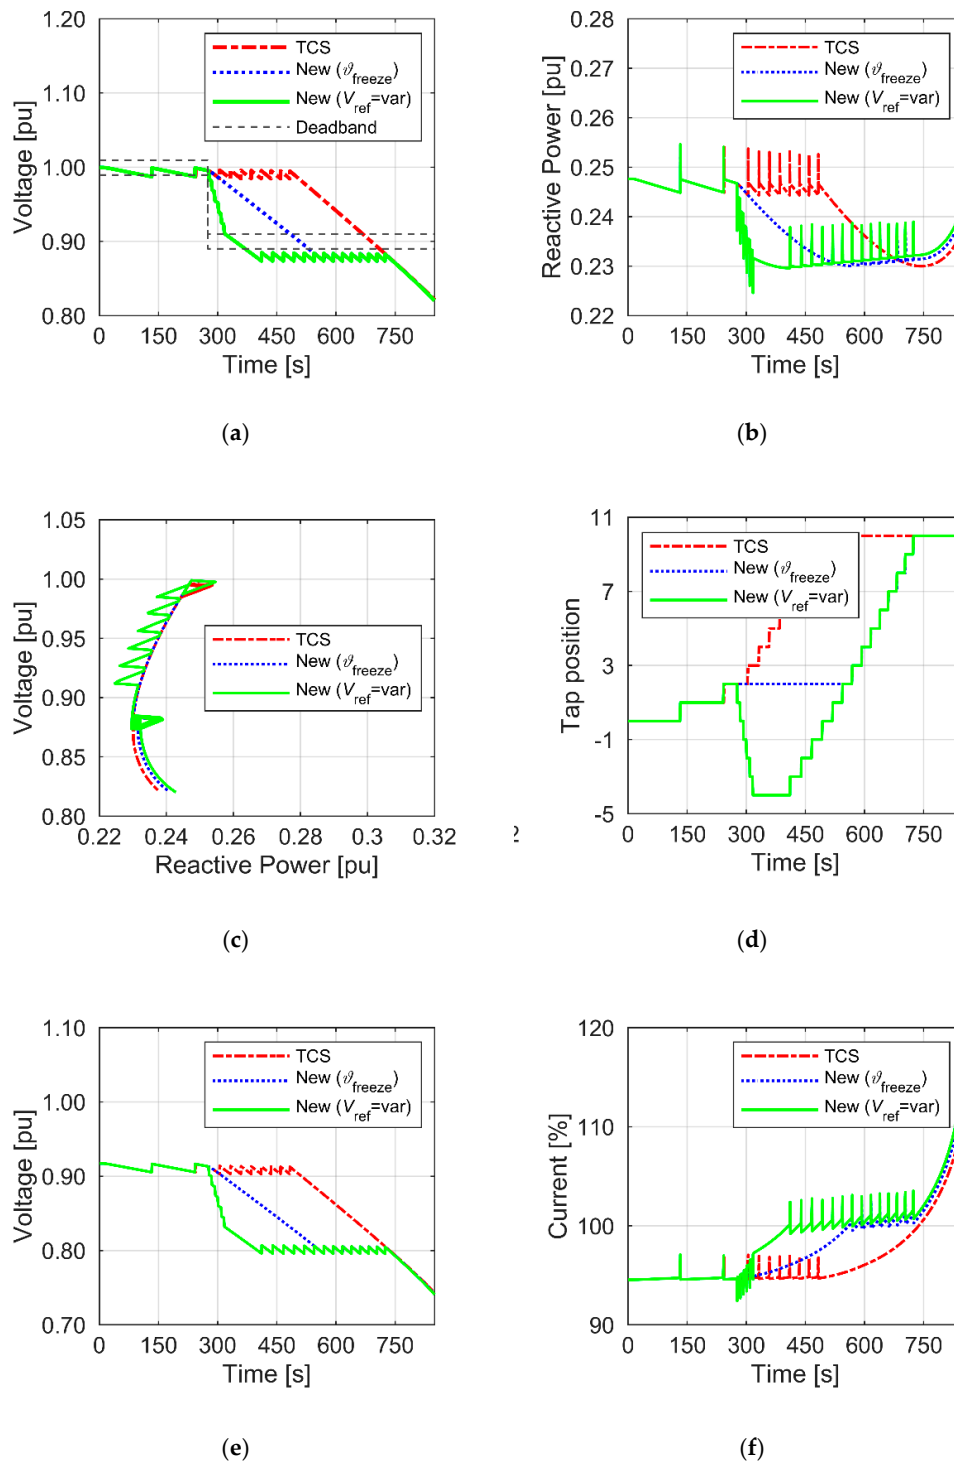 1.20
1.10
1.00
0.90
0.80
Voltage [pu]
TCS
New (ϑfreeze)
New (Vref=var)
Deadband
0 150 300 450 600 750
Time [s]
(a)
0.28
0.27
0.26
0.25
0.24
0.23
0.22
Reactive Power [pu]
TCS
New (ϑfreeze)
New (Vref=var)
0 150 300 450 600 750
Time [s]
(b)
1.05
1.00
0.95
0.90
0.85
0.80
Voltage [pu]
TCS
New (ϑfreeze)
New (Vref=var)
0.22 0.24 0.26 0.28 0.3 0.32
Reactive Power [pu]
(c)
11
7
3
-1
-5
Tap position
TCS
New (ϑfreeze)
New (Vref=var)
0 150 300 450 600 750
Time [s]
(d)
1.10
1.00
0.90
0.80
0.70
Voltage [pu]
TCS
New (ϑfreeze)
New (Vref=var)
0 150 300 450 600 750
Time [s]
(e)
120
110
100
90
Current [%]
TCS
New (ϑfreeze)
New (Vref=var)
0 150 300 450 600 750
Time [s]
(f)